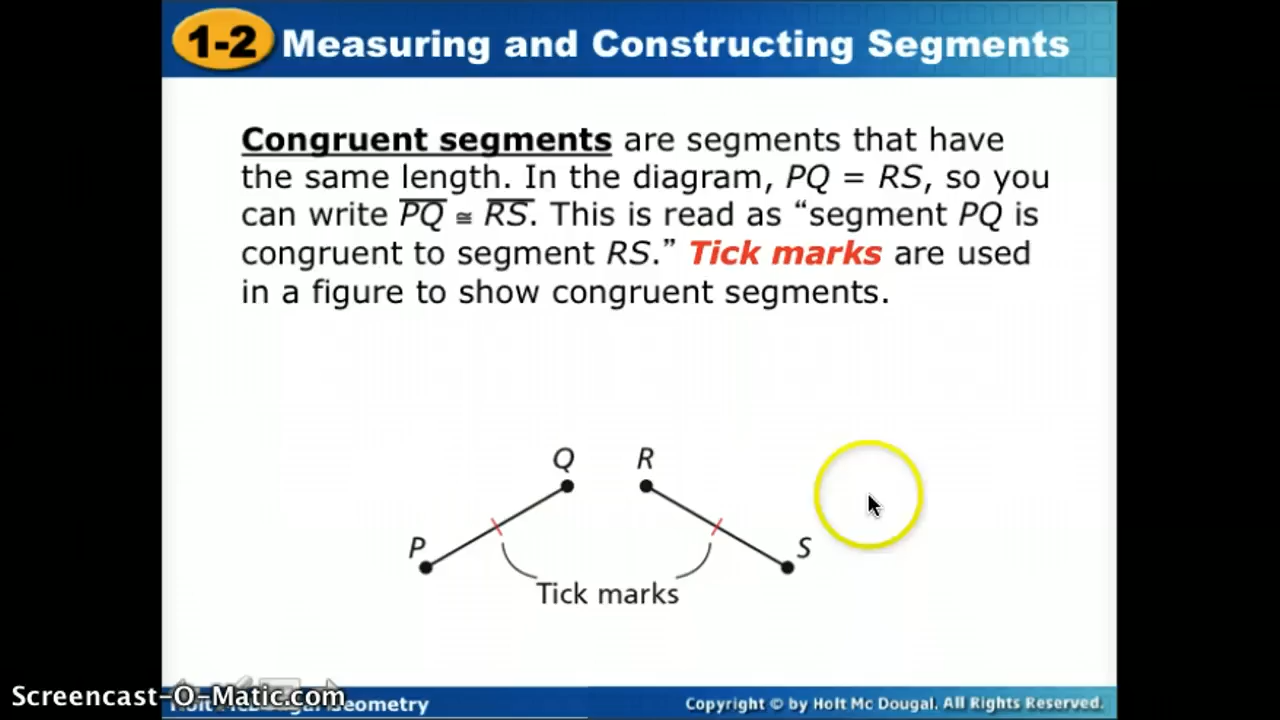 1-2 Measuring and Constructing Segments
Congruent segments are segments that have
the same length. In the diagram, PQ = RS, so you
can write PQ ≅ RS. This is read as “segment PQ is
congruent to segment RS.” Tick marks are used
in a figure to show congruent segments.
Q R
P S
Tick marks
Screencast-O-Matic.com
Geometry
Copyright © by Holt Mc Dougal. All Rights Reserved.